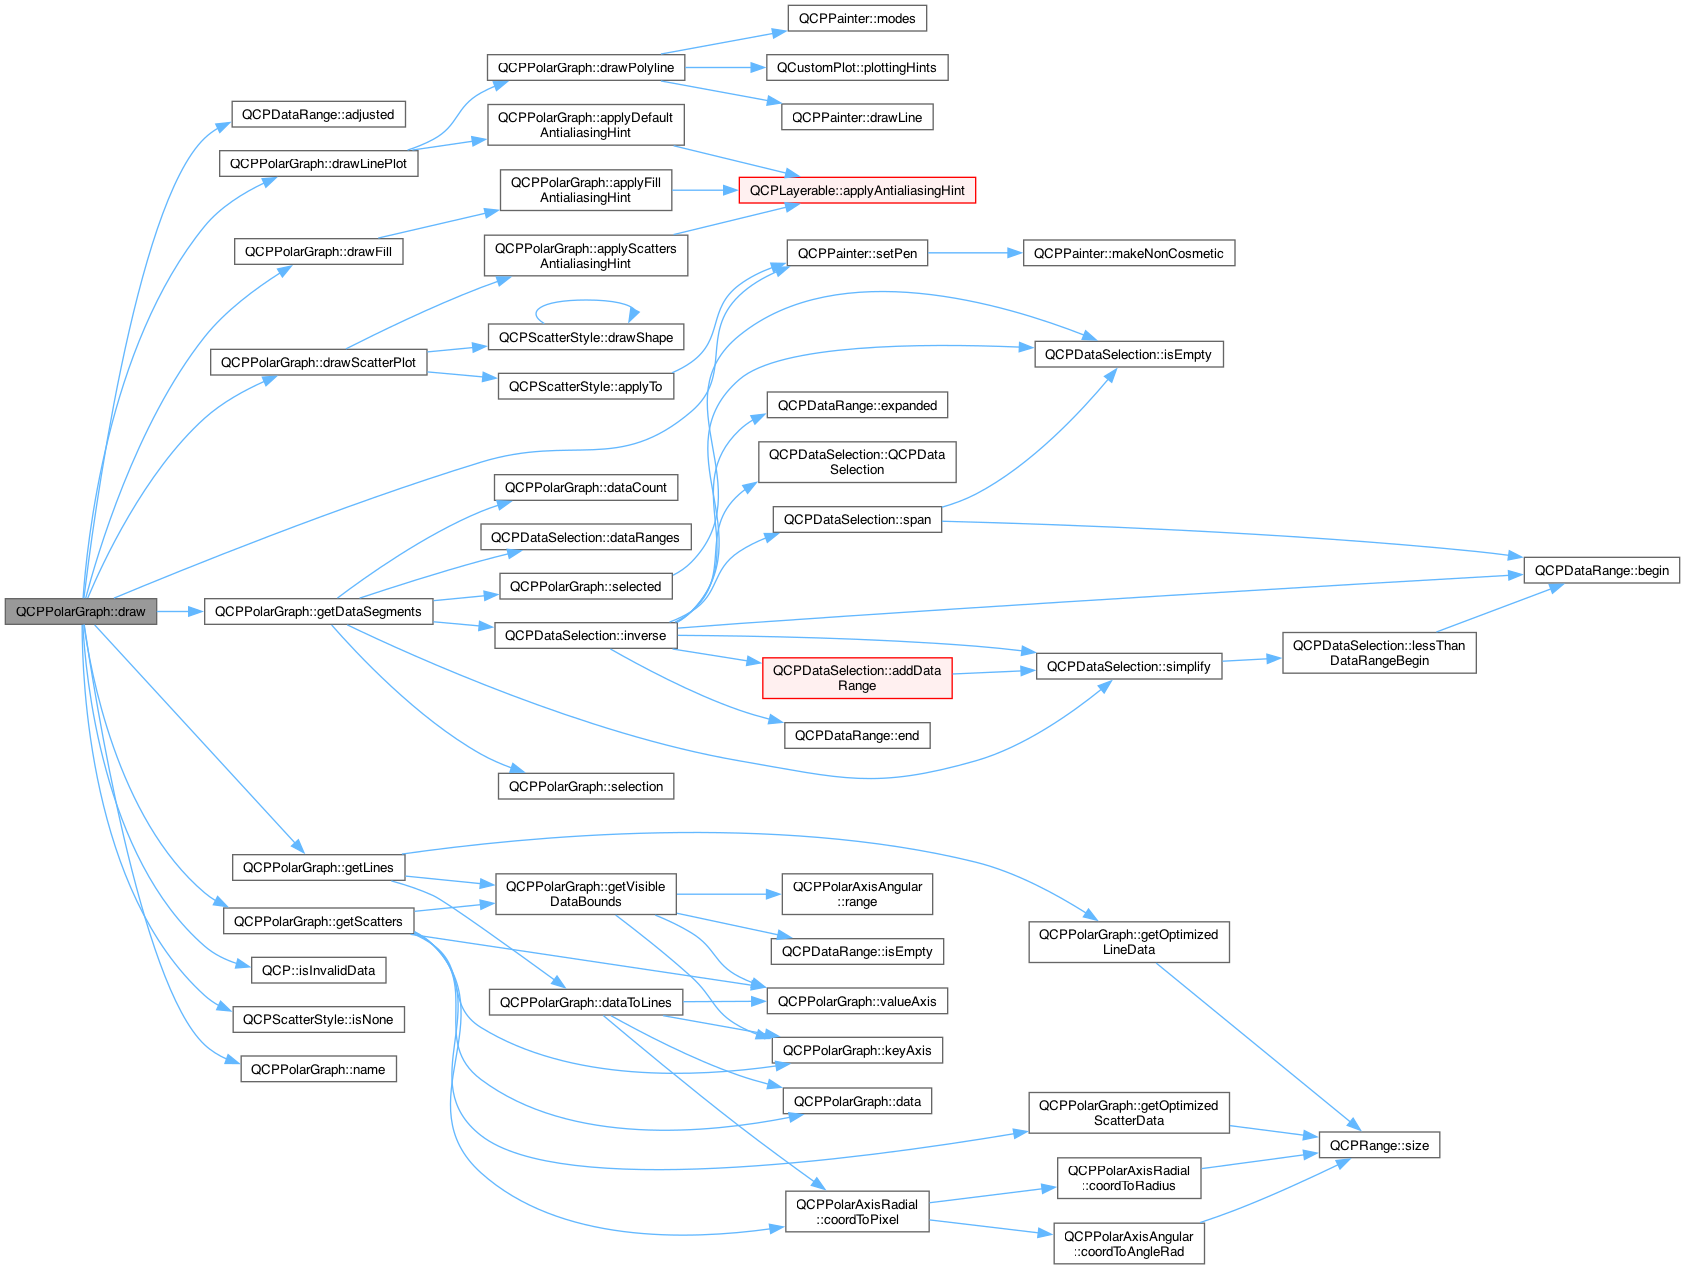 QCPPainter::modes
QCPPolarGraph::drawPolyline
QCustomPlot::plottingHints
QCPDataRange::adjusted
QCPPainter::drawLine
QCPPolarGraph::applyDefault
AntialiasingHint
QCPPolarGraph::drawLinePlot
QCPPolarGraph::applyFill
AntialiasingHint
QCPLayerable::applyAntialiasingHint
QCPPolarGraph::drawFill
QCPPolarGraph::applyScatters
AntialiasingHint
QCPPainter::setPen
QCPPainter::makeNonCosmetic
QCPScatterStyle::drawShape
QCPPolarGraph::drawScatterPlot
QCPDataSelection::isEmpty
QCPScatterStyle::applyTo
QCPDataRange::expanded
QCPDataSelection::QCPData
Selection
QCPPolarGraph::dataCount
QCPDataSelection::span
QCPDataSelection::dataRanges
QCPDataRange::begin
QCPPolarGraph::selected
QCPPolarGraph::draw
QCPPolarGraph::getDataSegments
QCPDataSelection::inverse
QCPDataSelection::lessThan
DataRangeBegin
QCPDataSelection::simplify
QCPDataSelection::addData
Range
QCPDataRange::end
QCPPolarGraph::selection
QCPPolarGraph::getLines
QCPPolarGraph::getVisible
DataBounds
QCPPolarAxisAngular
::range
QCPPolarGraph::getScatters
QCPPolarGraph::getOptimized
LineData
QCPDataRange::isEmpty
QCP::isInvalidData
QCPPolarGraph::dataToLines
QCPPolarGraph::valueAxis
QCPScatterStyle::isNone
QCPPolarGraph::keyAxis
QCPPolarGraph::name
QCPPolarGraph::data
QCPPolarGraph::getOptimized
ScatterData
QCPRange::size
QCPPolarAxisRadial
::coordToRadius
QCPPolarAxisRadial
::coordToPixel
QCPPolarAxisAngular
::coordToAngleRad